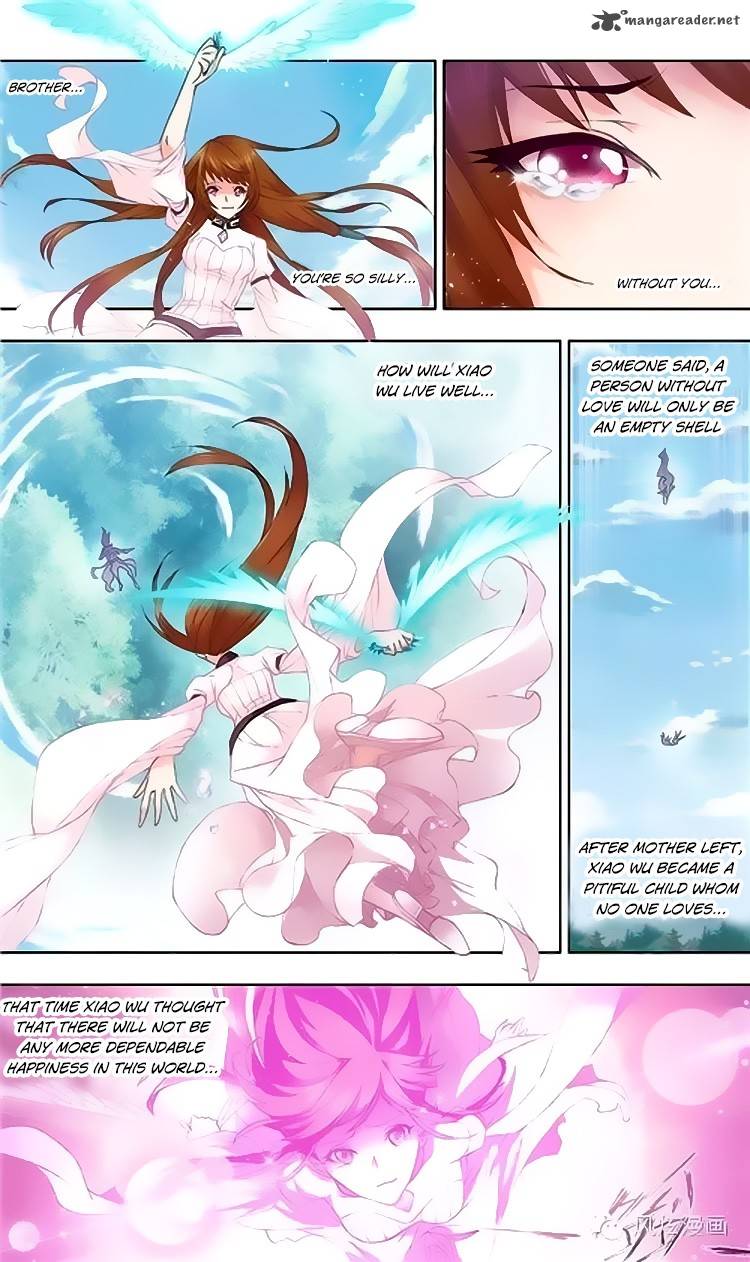 mangareader.net
BROTHER...
YOU'RE SO SILLY...
WITHOUT YOU...
HOW WILL XIAO
WU LIVE WELL...
SOMEONE SAID, A
PERSON WITHOUT
LOVE WILL ONLY BE
AN EMPTY SHELL
AFTER MOTHER LEFT,
XIAO WU BECAME A
PITIFUL CHILD WHOM
NO ONE LOVES...
THAT TIME XIAO WU THOUGHT
THAT THERE WILL NOT BE
ANY MORE DEPENDABLE
HAPPINESS IN THIS WORLD...
漫画